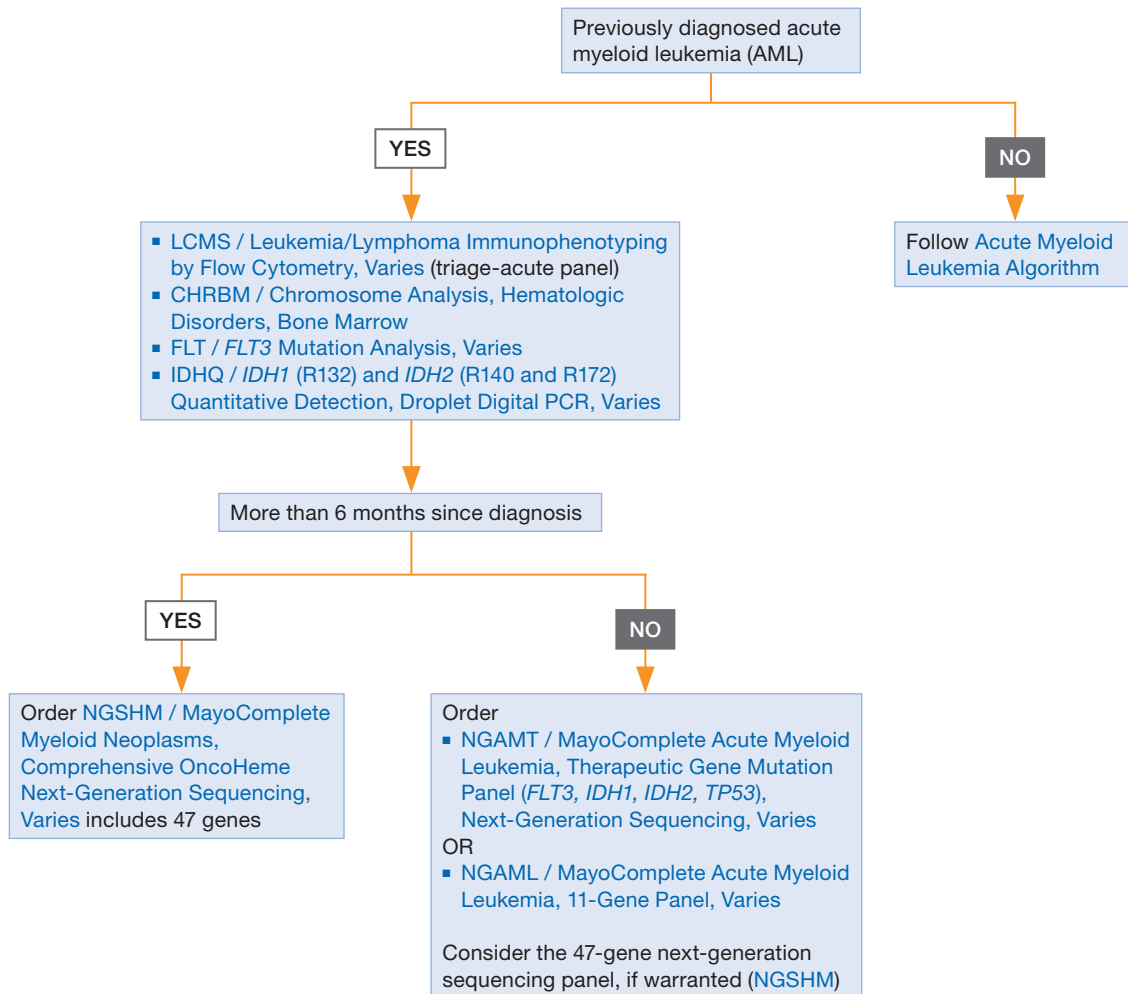 Previously diagnosed acute
myeloid leukemia (AML)
YES
NO
■ LCMS / Leukemia/Lymphoma Immunophenotyping
by Flow Cytometry, Varies (triage-acute panel)
■ CHRBM / Chromosome Analysis, Hematologic
Disorders, Bone Marrow
■ FLT / FLT3 Mutation Analysis, Varies
■ IDHQ / IDH1 (R132) and IDH2 (R140 and R172)
Quantitative Detection, Droplet Digital PCR, Varies
Follow Acute Myeloid
Leukemia Algorithm
More than 6 months since diagnosis
YES
NO
Order NGSHM / MayoComplete
Myeloid Neoplasms,
Comprehensive OncoHeme
Next-Generation Sequencing,
Varies includes 47 genes
Order
■ NGAMT / MayoComplete Acute Myeloid
Leukemia, Therapeutic Gene Mutation
Panel (FLT3, IDH1, IDH2, TP53),
Next-Generation Sequencing, Varies
OR
■ NGAML / MayoComplete Acute Myeloid
Leukemia, 11-Gene Panel, Varies
Consider the 47-gene next-generation
sequencing panel, if warranted (NGSHM)